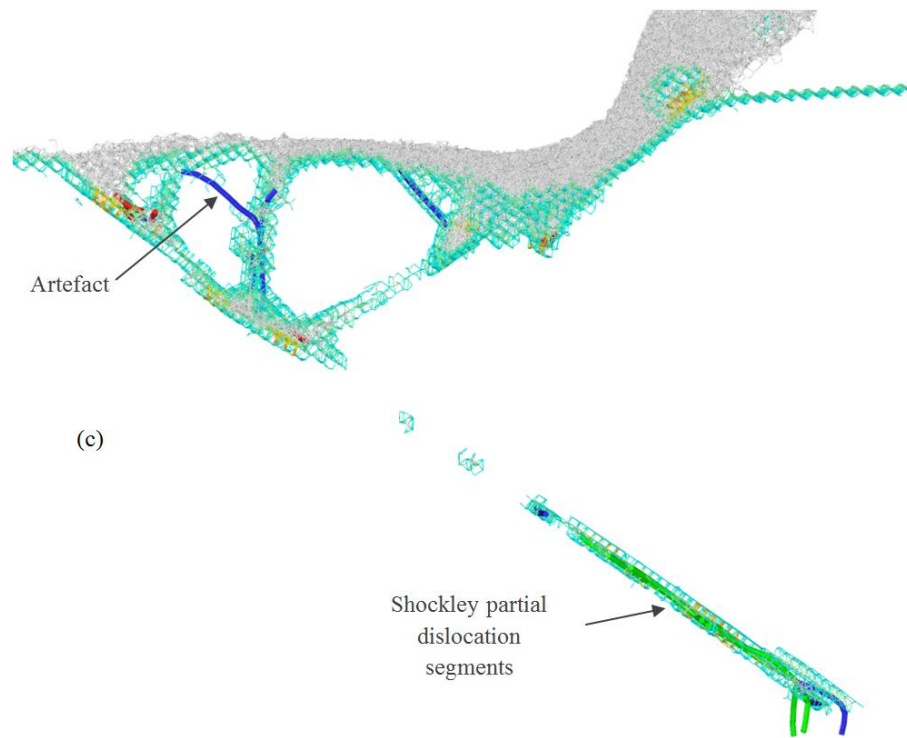 Artefact
(c)
Shockley partial
dislocation
segments